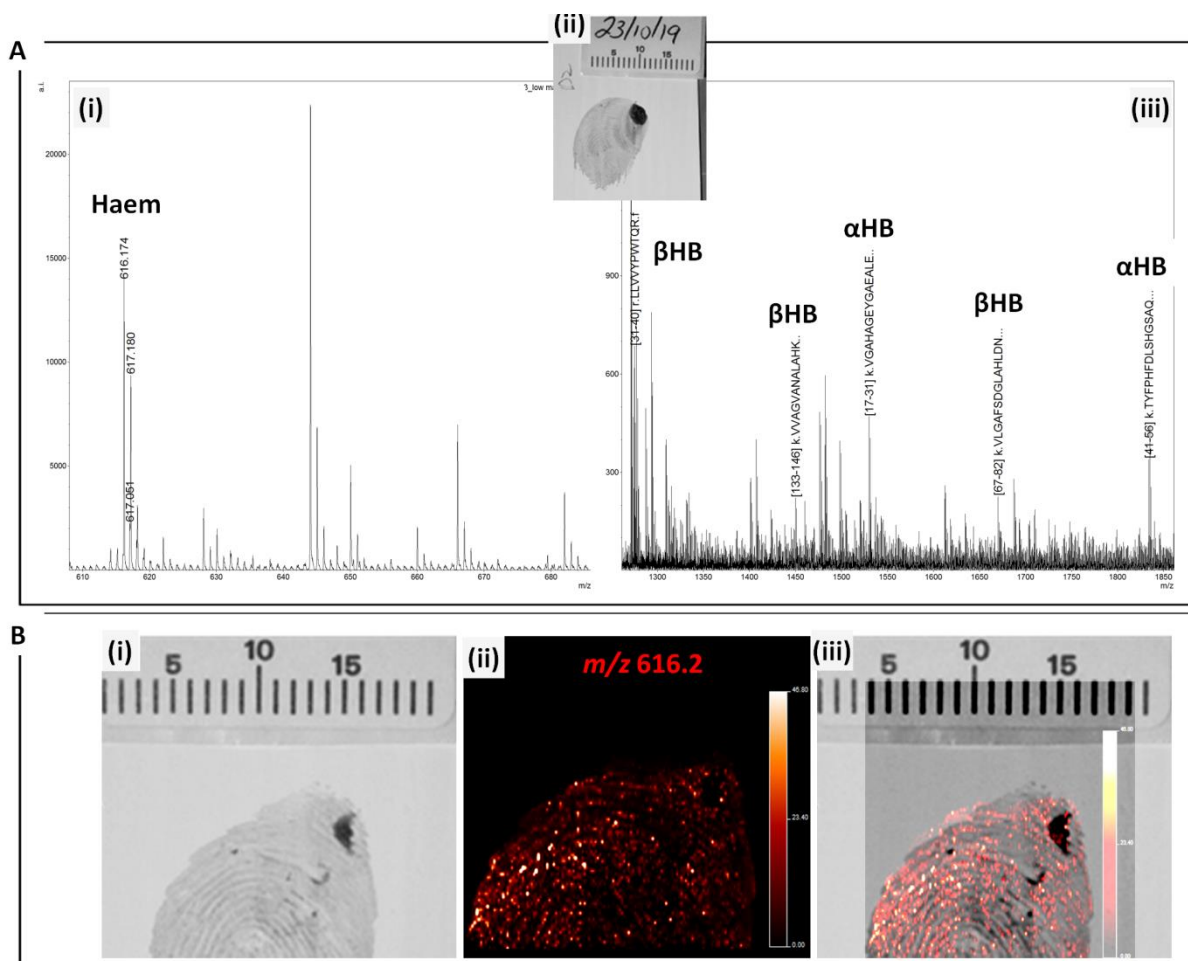 A
(i)
a.i.
20000
15000
10000
5000
Haem
616.174
617.180
617.051
610
620
630
640
650
660
670
680
m/z
(ii)
23/10/19
5 10 15
(iii)
900
600
300
βHB
[31-40] r.LLVVYPWTQR.f
βHB
[133-146] k.VVAGVANALAHK..
αHB
[17-31] k.VGAHAGEYGAEALE..
βHB
[67-82] k.VLGAFSDGLAHLDN...
αHB
[41-56] k.TYFPHFDLSHGSAQ...
1300
1350
1400
1450
1500
1550
1600
1650
1700
1750
1800
1850
m/z
B
(i)
5 10 15
(ii)
m/z 616.2
46.80
23.40
0.00
(iii)
5 10 15
23.40
0.00